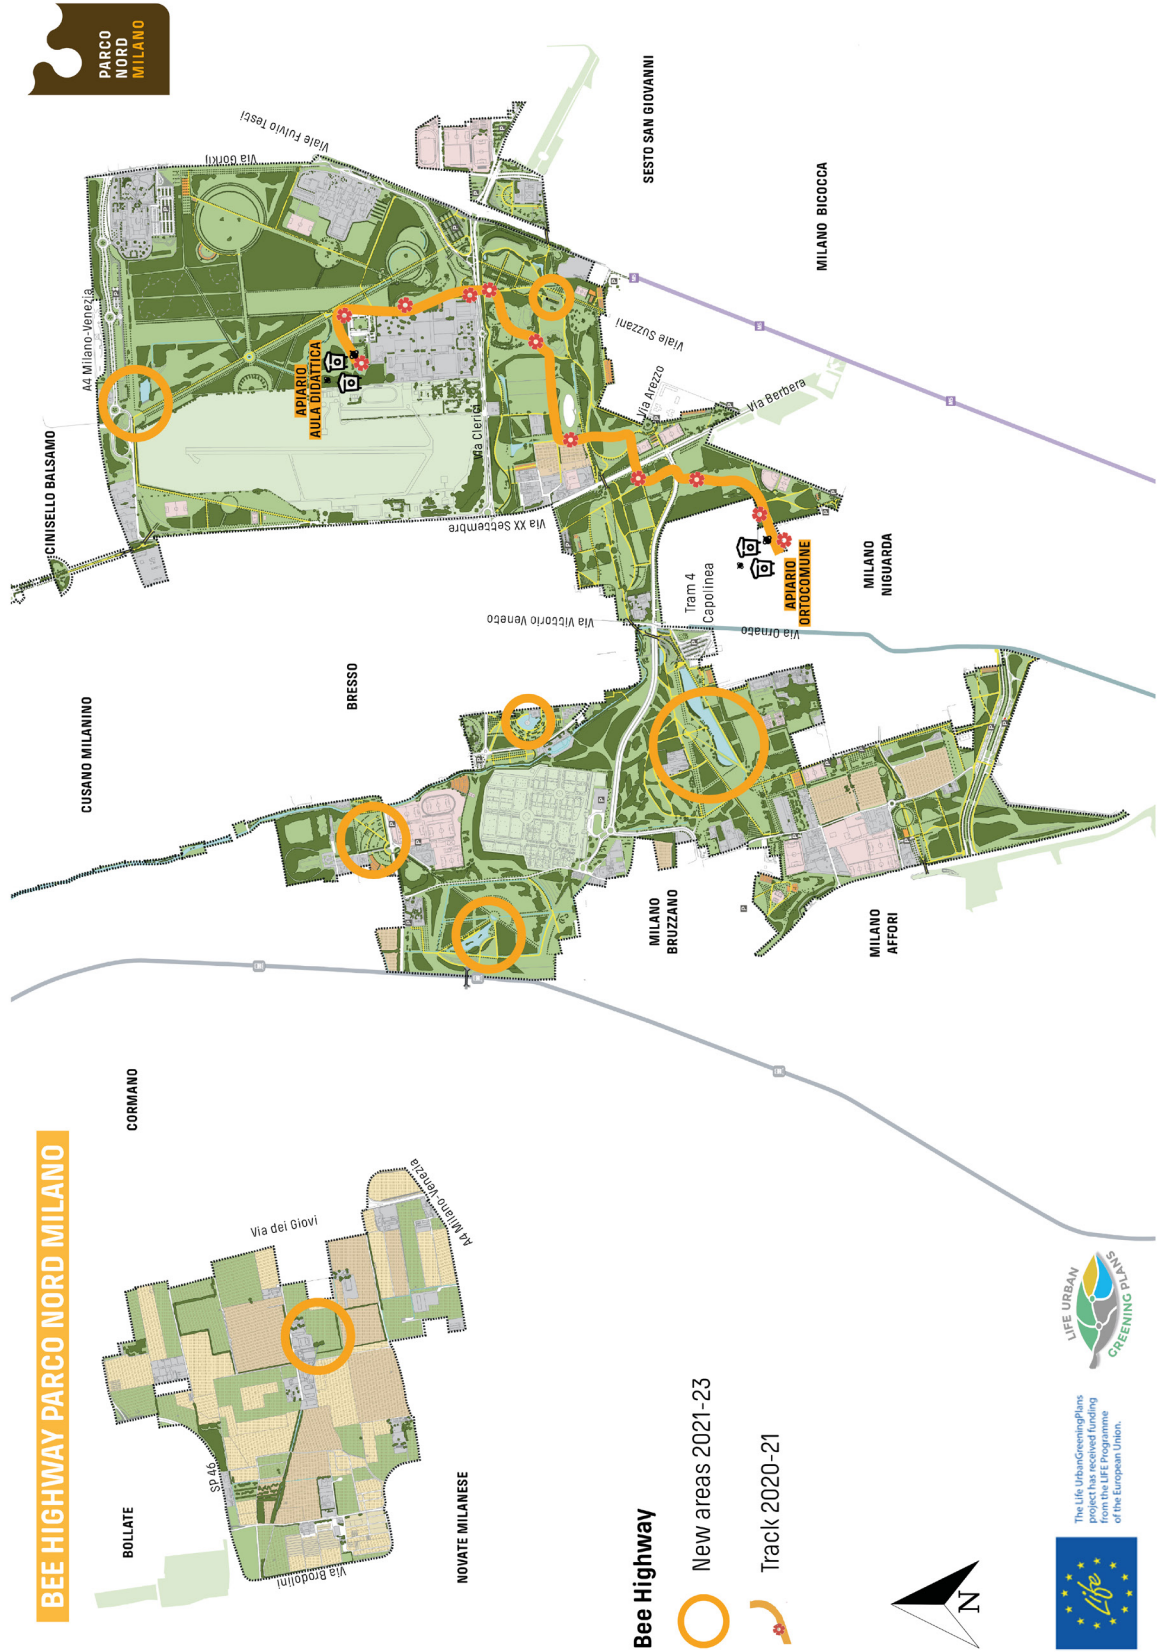 BEE HIGHWAY PARCO NORD MILANO
PARCO
NORD
MILANO
BOLLATE
CORMANO
CUSANO MILANINO
CINISELLO BALSAMO
A4 Milano-Venezia
Via Gorkij
Viale Fulvio Testi
SP 46
Via dei Giovi
A4 Milano-Venezia
Via Brodolini
NOVATE MILANESE
BRESSO
APIARIO
AULA DIDATTICA
Via Clerici
Via XX Settembre
Via Vittorio Veneto
SESTO SAN GIOVANNI
Viale Suzzani
Via Arezzo
Via Berbera
MILANO BICOCCA
Tram 4
Capolinea
Via Ornato
APIARIO
ORTOCOMUNE
MILANO
NIGUARDA
MILANO
BRUZZANO
MILANO
AFFORI
Bee Highway
New areas 2021-23
Track 2020-21
N
Life
The Life UrbanGreeningPlans
project has received funding
from the LIFE Programme
of the European Union.
LIFE URBAN
GREENING PLANS